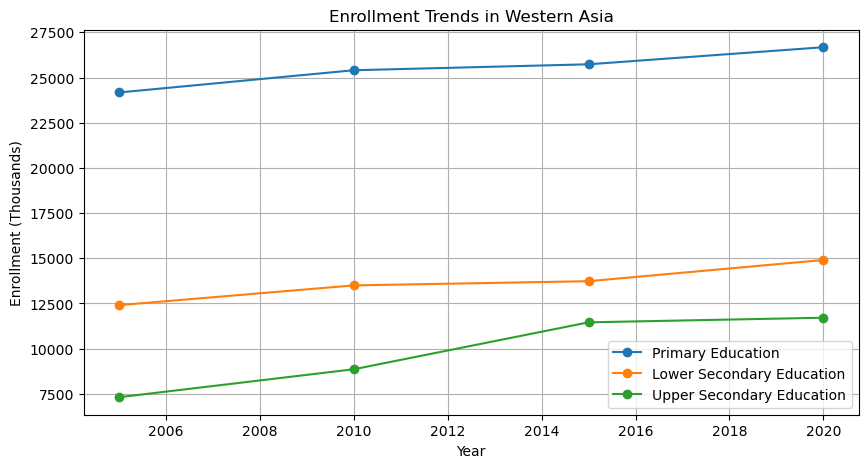 Enrollment Trends in Western Asia
27500
25000
22500
20000
17500
15000
12500
10000
7500
Enrollment (Thousands)
2006 2008 2010 2012 2014 2016 2018 2020
Year
Primary Education
Lower Secondary Education
Upper Secondary Education